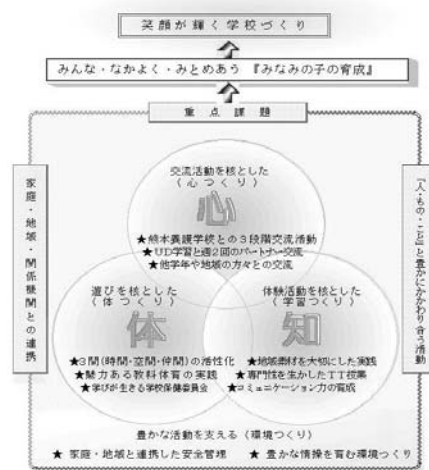 笑顔が輝く学校づくり
みんな・なかよく・みとめあう『みなみの子の育成』
重点課題
家庭・地域・関係機関との連携
『人・もの・こと』と豊かにかかわり合う活動
交流活動を核とした
(心つくり)
心
★熊本養護学校との3段階交流活動
★UD学習と週2回のパートナー交流
★他学年や地域の方々との交流
遊びを核とした
(体つくり)
体
★3間(時間・空間・仲間)の活性化
★魅力ある教科体育の実践
★学びが生きる学校保健委員会
体験活動を核とした
(学習つくり)
知
★地域素材を大切にした実践
★専門性を生かしたTT授業
★コミュニケーション力の育成
豊かな活動を支える(環境つくり)
★ 家庭・地域と連携した安全管理 ★ 豊かな情操を育む環境つくり